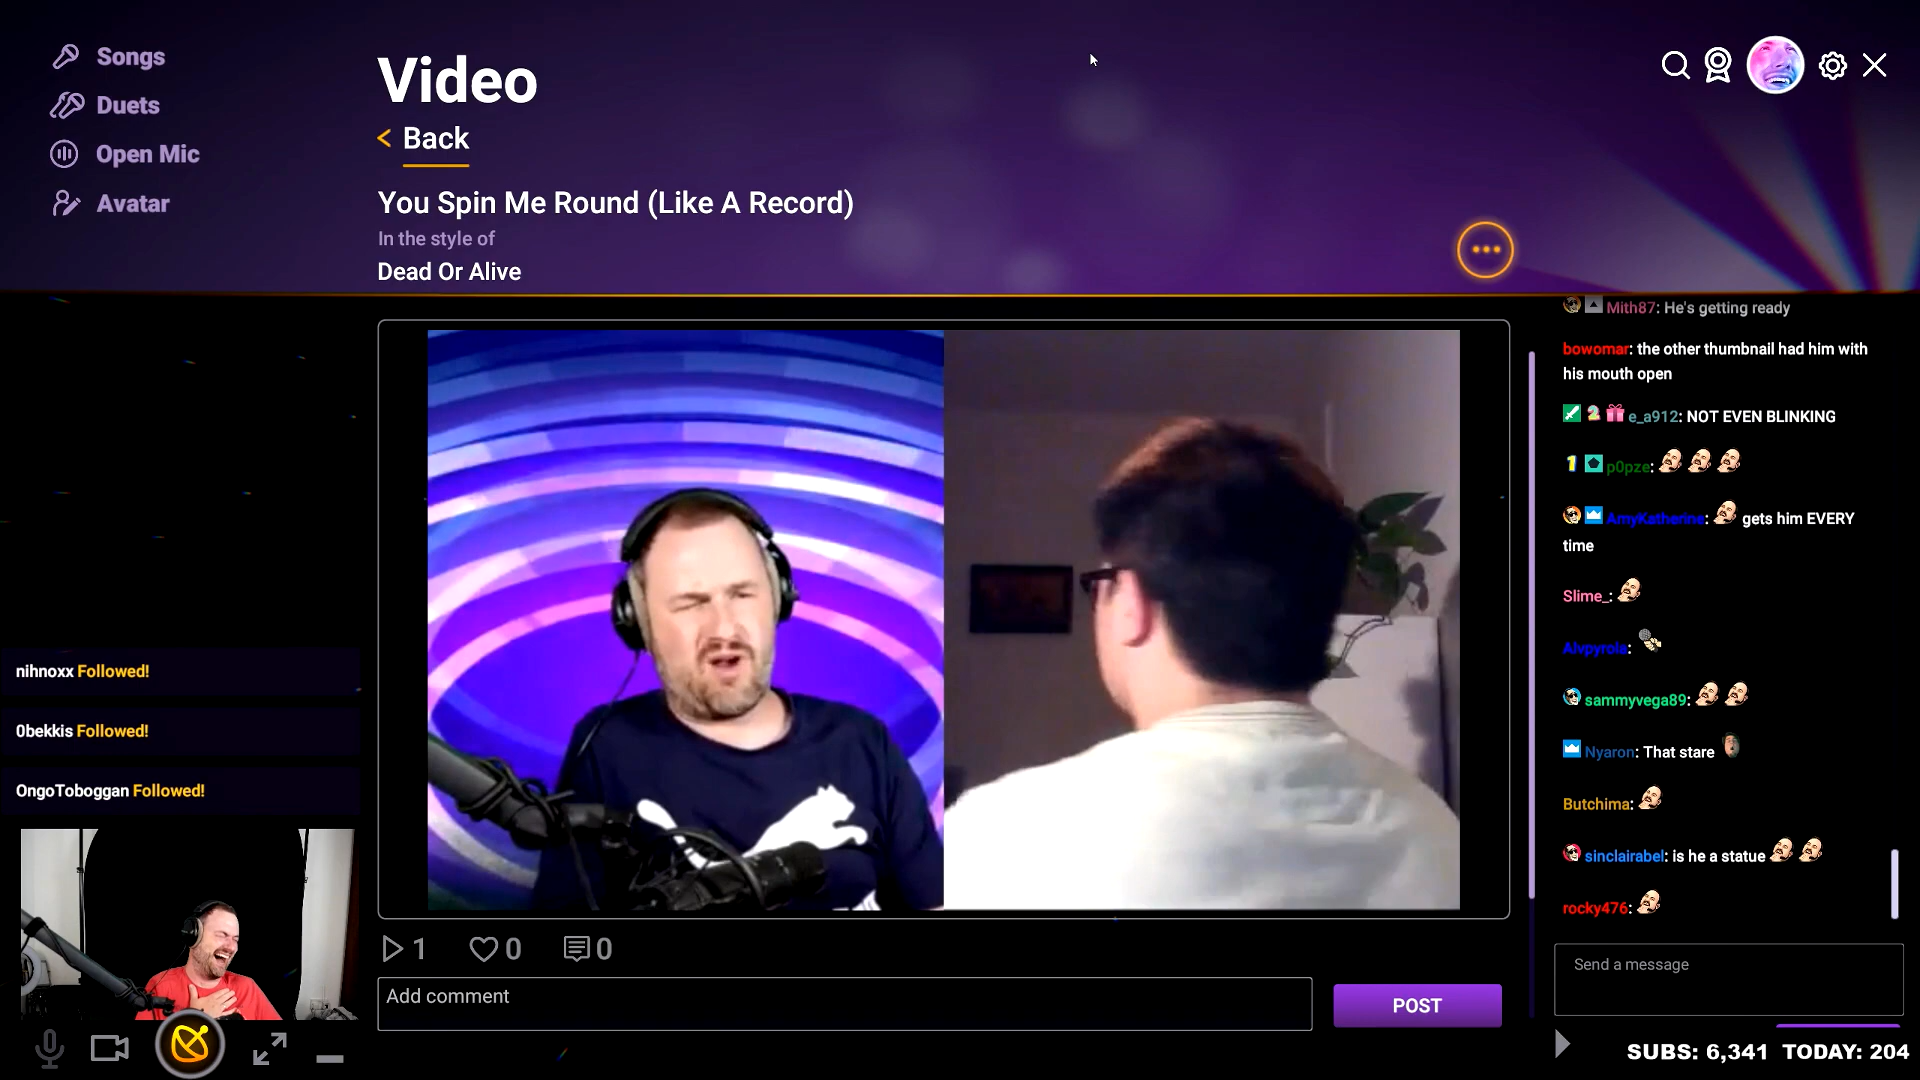 Songs
Duets
Open Mic
Avatar
Video
< Back
You Spin Me Round (Like A Record)
In the style of
Dead Or Alive
Mith87: He's getting ready
bowomar: the other thumbnail had him with
his mouth open
e_a912: NOT EVEN BLINKING
p0pze:
AmyKatherine: gets him EVERY
time
Slime_:
Alvpyrola:
sammyvega89:
Nyaron: That stare
Butchima:
sinclairabel: is he a statue
rocky476:
nihnoxx Followed!
0bekkis Followed!
OngoToboggan Followed!
1
0
0
Add comment
POST
Send a message
SUBS: 6,341 TODAY: 204